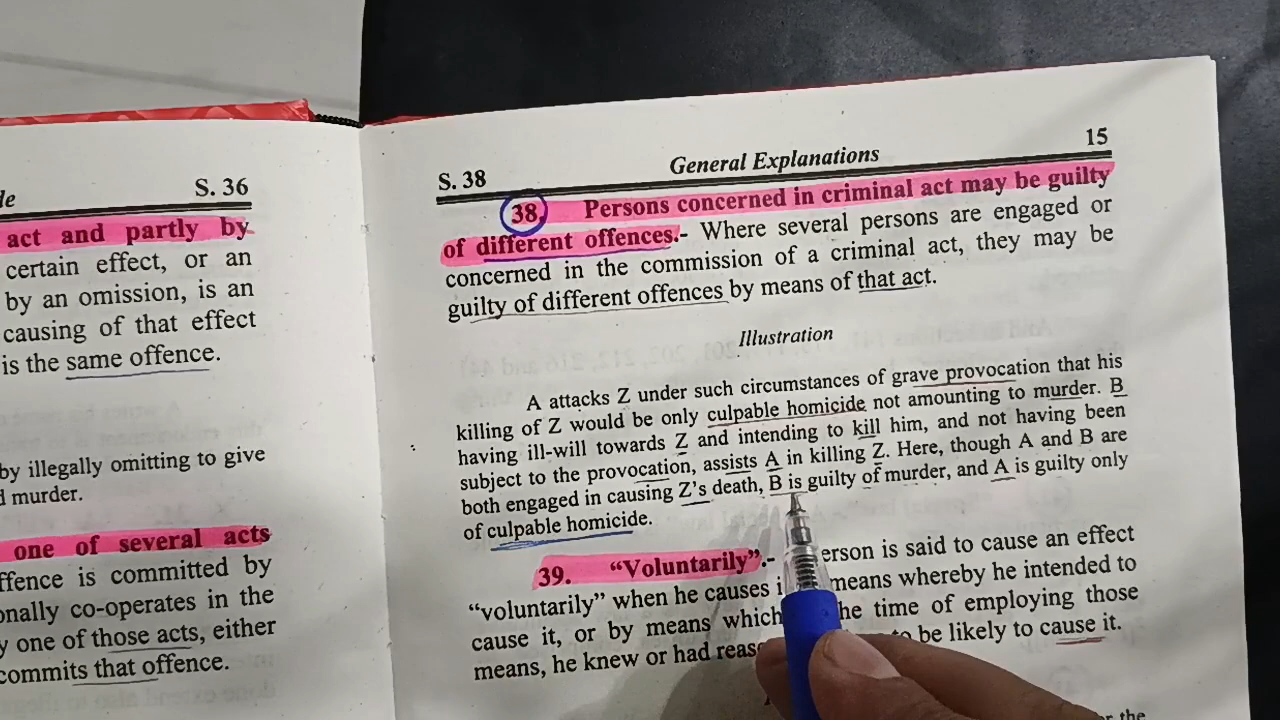 S. 36
act and partly by
certain effect, or an
by an omission, is an
causing of that effect
is the same offence.
by illegally omitting to give
murder.
one of several acts
offence is committed by
co-operates in the
one of those acts, either
commits that offence.
S. 38 General Explanations 15
38. Persons concerned in criminal act may be guilty
of different offences.- Where several persons are engaged or
concerned in the commission of a criminal act, they may be
guilty of different offences by means of that act.
Illustration
A attacks Z under such circumstances of grave provocation that his
killing of Z would be only culpable homicide not amounting to murder. B
having ill-will towards Z and intending to kill him, and not having been
subject to the provocation, assists A in killing Z. Here, though A and B are
both engaged in causing Z's death, B is guilty of murder, and A is guilty only
of culpable homicide.
39. "Voluntarily".- erson is said to cause an effect
"voluntarily" when he causes i means whereby he intended to
cause it, or by means which he time of employing those
means, he knew or had reas to be likely to cause it.
or the